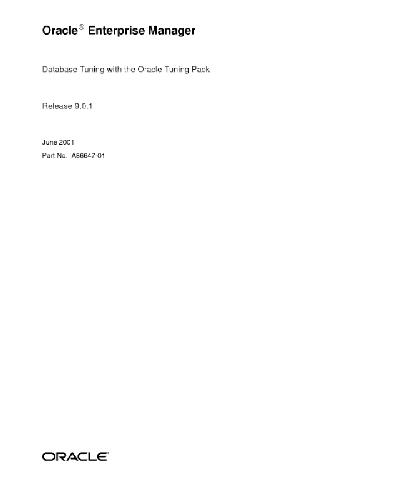 Oracle® Enterprise Manager
Database Tuning with the Oracle Tuning Pack
Release 9.0.1
June 2001
Part No. A86647-01
ORACLE®